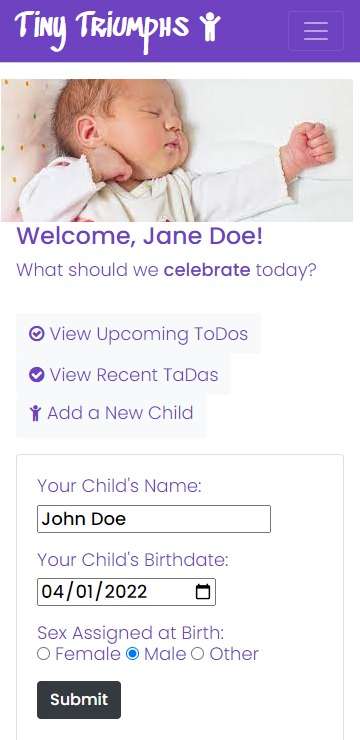 Tiny Triumphs
Welcome, Jane Doe!
What should we celebrate today?
View Upcoming ToDos
View Recent TaDas
Add a New Child
Your Child's Name:
John Doe
Your Child's Birthdate:
04/01/2022
Sex Assigned at Birth:
Female Male Other
Submit